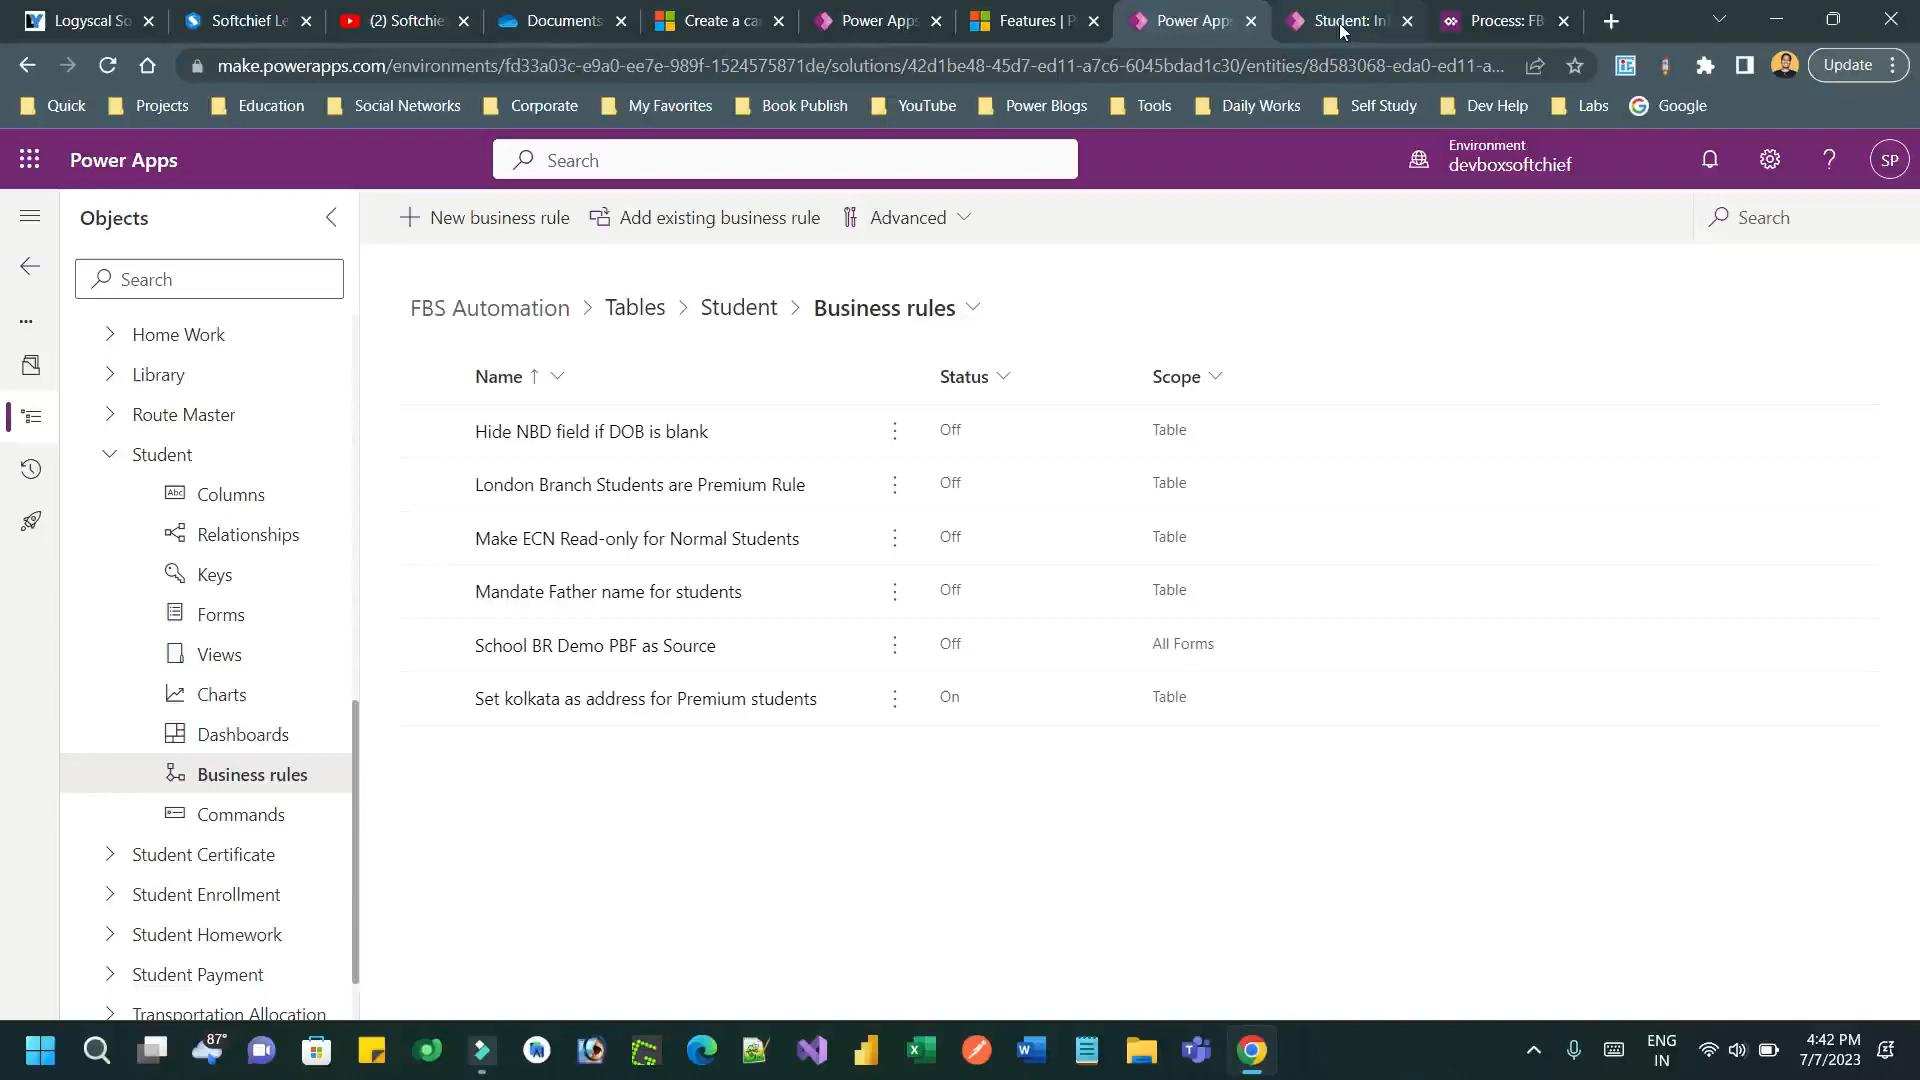 Logyscal So
Softchief Le
(2) Softchie
Documents
Create a ca
Power Apps
Features | P
Power Apps
Student: In
Process: FB
make.powerapps.com/environments/fd33a03c-e9a0-ee7e-989f-1524575871de/solutions/42d1be48-45d7-ed11-a7c6-6045bdad1c30/entities/8d583068-eda0-ed11-a...
Update
Quick
Projects
Education
Social Networks
Corporate
My Favorites
Book Publish
YouTube
Power Blogs
Tools
Daily Works
Self Study
Dev Help
Labs
Google
Power Apps
Search
Environment
devboxsoftchief
SP
Objects
New business rule
Add existing business rule
Advanced
Search
Search
Home Work
Library
Route Master
Student
Columns
Relationships
Keys
Forms
Views
Charts
Dashboards
Business rules
Commands
Student Certificate
Student Enrollment
Student Homework
Student Payment
Transportation Allocation
FBS Automation > Tables > Student > Business rules
Name ↑ Status Scope
Hide NBD field if DOB is blank Off Table
London Branch Students are Premium Rule Off Table
Make ECN Read-only for Normal Students Off Table
Mandate Father name for students Off Table
School BR Demo PBF as Source Off All Forms
Set kolkata as address for Premium students On Table
87°
ENG
IN
4:42 PM
7/7/2023